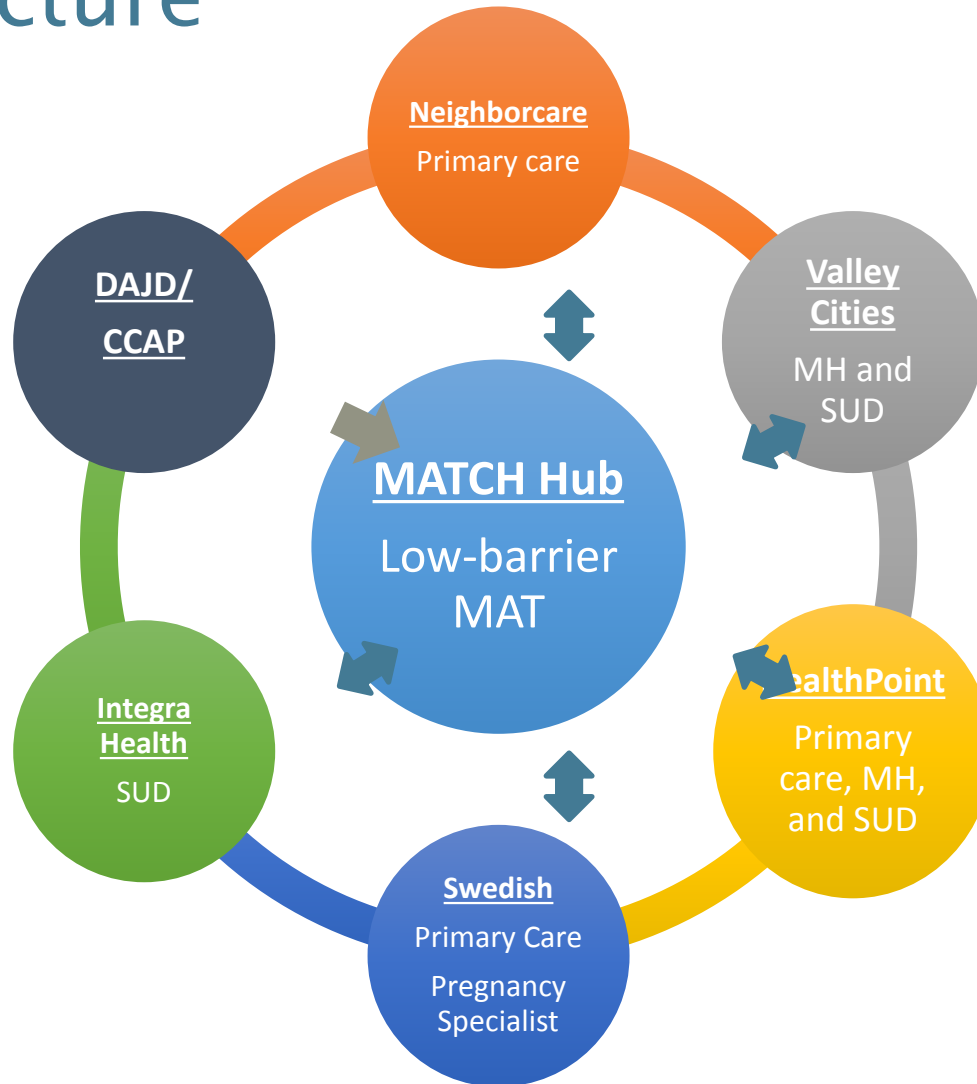 Neighborcare
Primary care
DAJD/
CCAP
Valley
Cities
MH and
SUD
MATCH Hub
Low-barrier
MAT
Integra
Health
SUD
ealthPoint
Primary
care, MH,
and SUD
Swedish
Primary Care
Pregnancy
Specialist